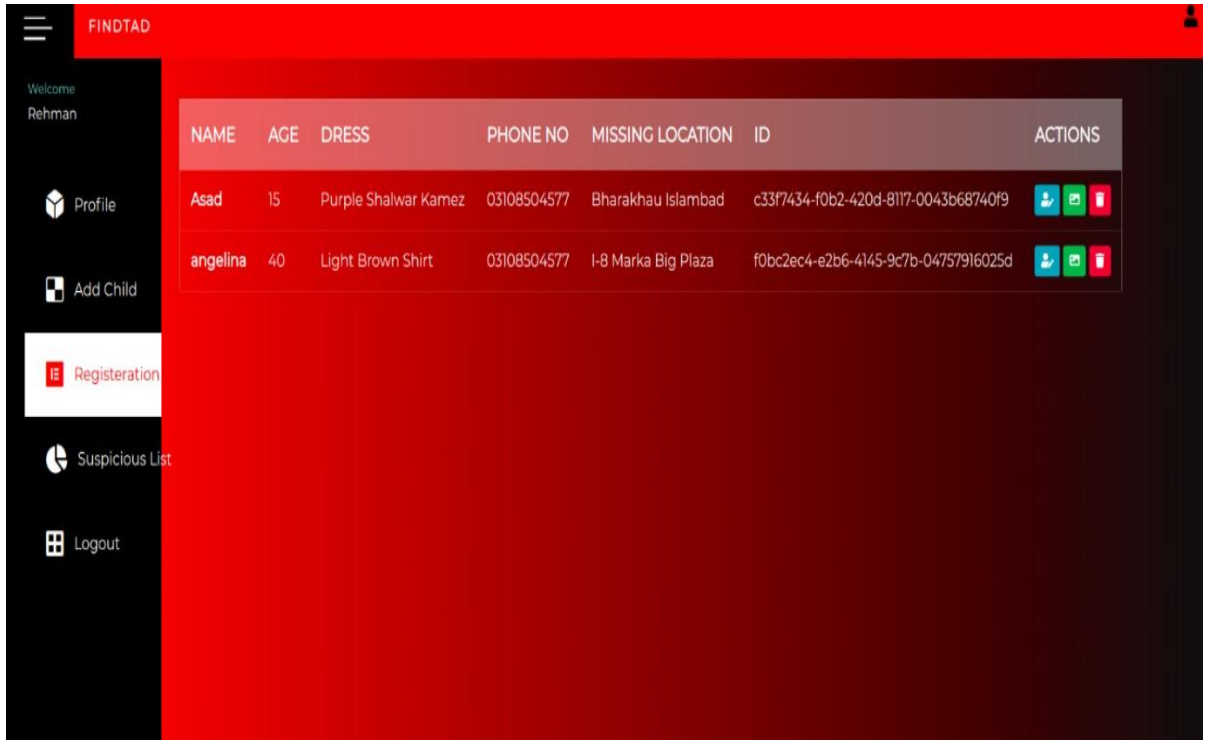 FINDTAD
Welcome
Rehman
Profile
Add Child
Registeration
Suspicious List
Logout
NAME AGE DRESS PHONE NO MISSING LOCATION ID ACTIONS
Asad 15 Purple Shalwar Kamez 03108504577 Bharakhau Islambad c33f7434-f0b2-420d-8117-0043b68740f9
angelina 40 Light Brown Shirt 03108504577 I-8 Marka Big Plaza f0bc2ec4-e2b6-4145-9c7b-04757916025d